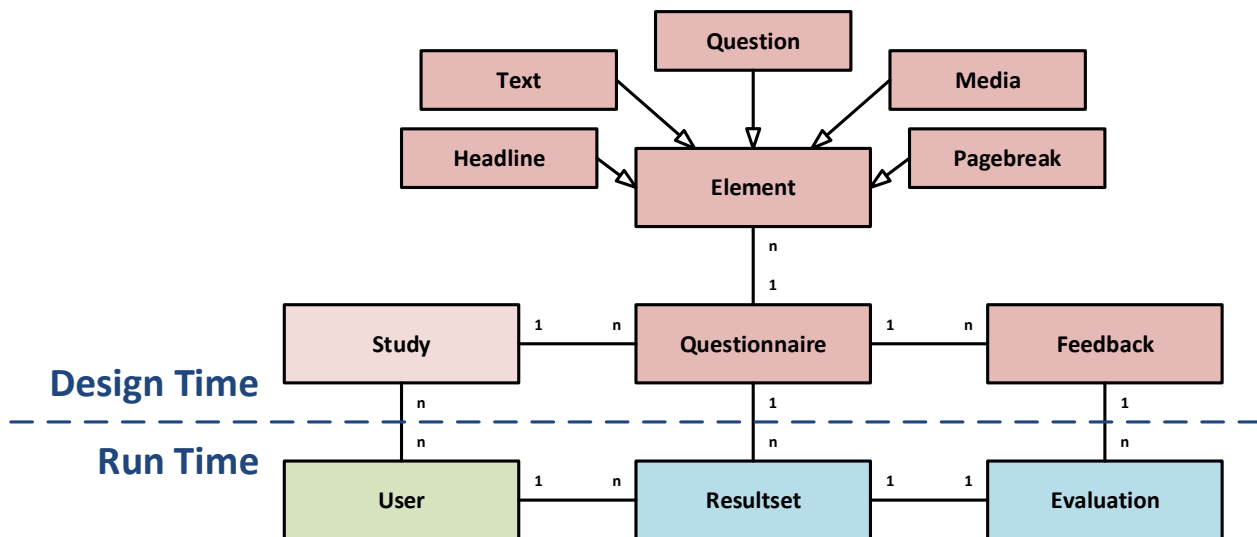 Question
Text
Media
Headline
Pagebreak
Element
n
1
Study
1
n
Questionnaire
1
n
Feedback
Design Time
n
1
1
Run Time
n
n
n
User
1
n
Resultset
1
1
Evaluation